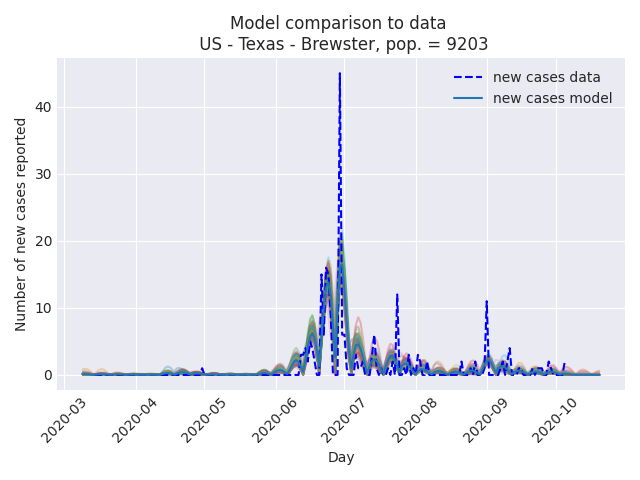 Model comparison to data
US - Texas - Brewster, pop. = 9203
new cases data
new cases model
Number of new cases reported
40
30
20
10
0
2020-03
2020-04
2020-05
2020-06
2020-07
2020-08
2020-09
2020-10
Day